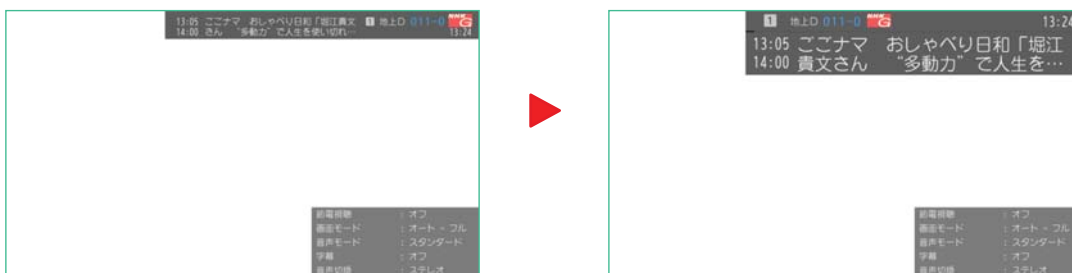 13:05 ここナマ おしゃべり日和「堀江貴文 1 地上D 011-0 NHK G
14:00 さん “多動力”で人生を使い切れ… 13:24
節電視聴 : オフ
画面モード : オート - フル
音声モード : スタンダード
字幕 : オフ
音声切換 : ステレオ
1 地上D 011-0 NHK G 13:24
13:05 ごごナマ おしゃべり日和「堀江
14:00 貴文さん “多動力”で人生を…
節電視聴 : オフ
画面モード : オート - フル
音声モード : スタンダード
字幕 : オフ
音声切換 : ステレオ